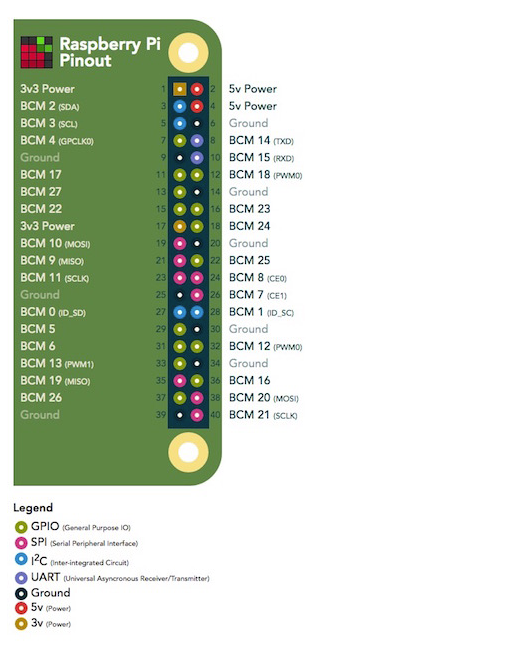 Raspberry Pi
Pinout
3v3 Power 1 2 5v Power
BCM 2 (SDA) 3 4 5v Power
BCM 3 (SCL) 5 6 Ground
BCM 4 (GPCLK0) 7 8 BCM 14 (TXD)
Ground 9 10 BCM 15 (RXD)
BCM 17 11 12 BCM 18 (PWM0)
BCM 27 13 14 Ground
BCM 22 15 16 BCM 23
3v3 Power 17 18 BCM 24
BCM 10 (MOSI) 19 20 Ground
BCM 9 (MISO) 21 22 BCM 25
BCM 11 (SCLK) 23 24 BCM 8 (CE0)
Ground 25 26 BCM 7 (CE1)
BCM 0 (ID_SD) 27 28 BCM 1 (ID_SC)
BCM 5 29 30 Ground
BCM 6 31 32 BCM 12 (PWM0)
BCM 13 (PWM1) 33 34 Ground
BCM 19 (MISO) 35 36 BCM 16
BCM 26 37 38 BCM 20 (MOSI)
Ground 39 40 BCM 21 (SCLK)
Legend
GPIO (General Purpose IO)
SPI (Serial Peripheral Interface)
I²C (Inter-integrated Circuit)
UART (Universal Asyncronous Receiver/Transmitter)
Ground
5v (Power)
3v (Power)